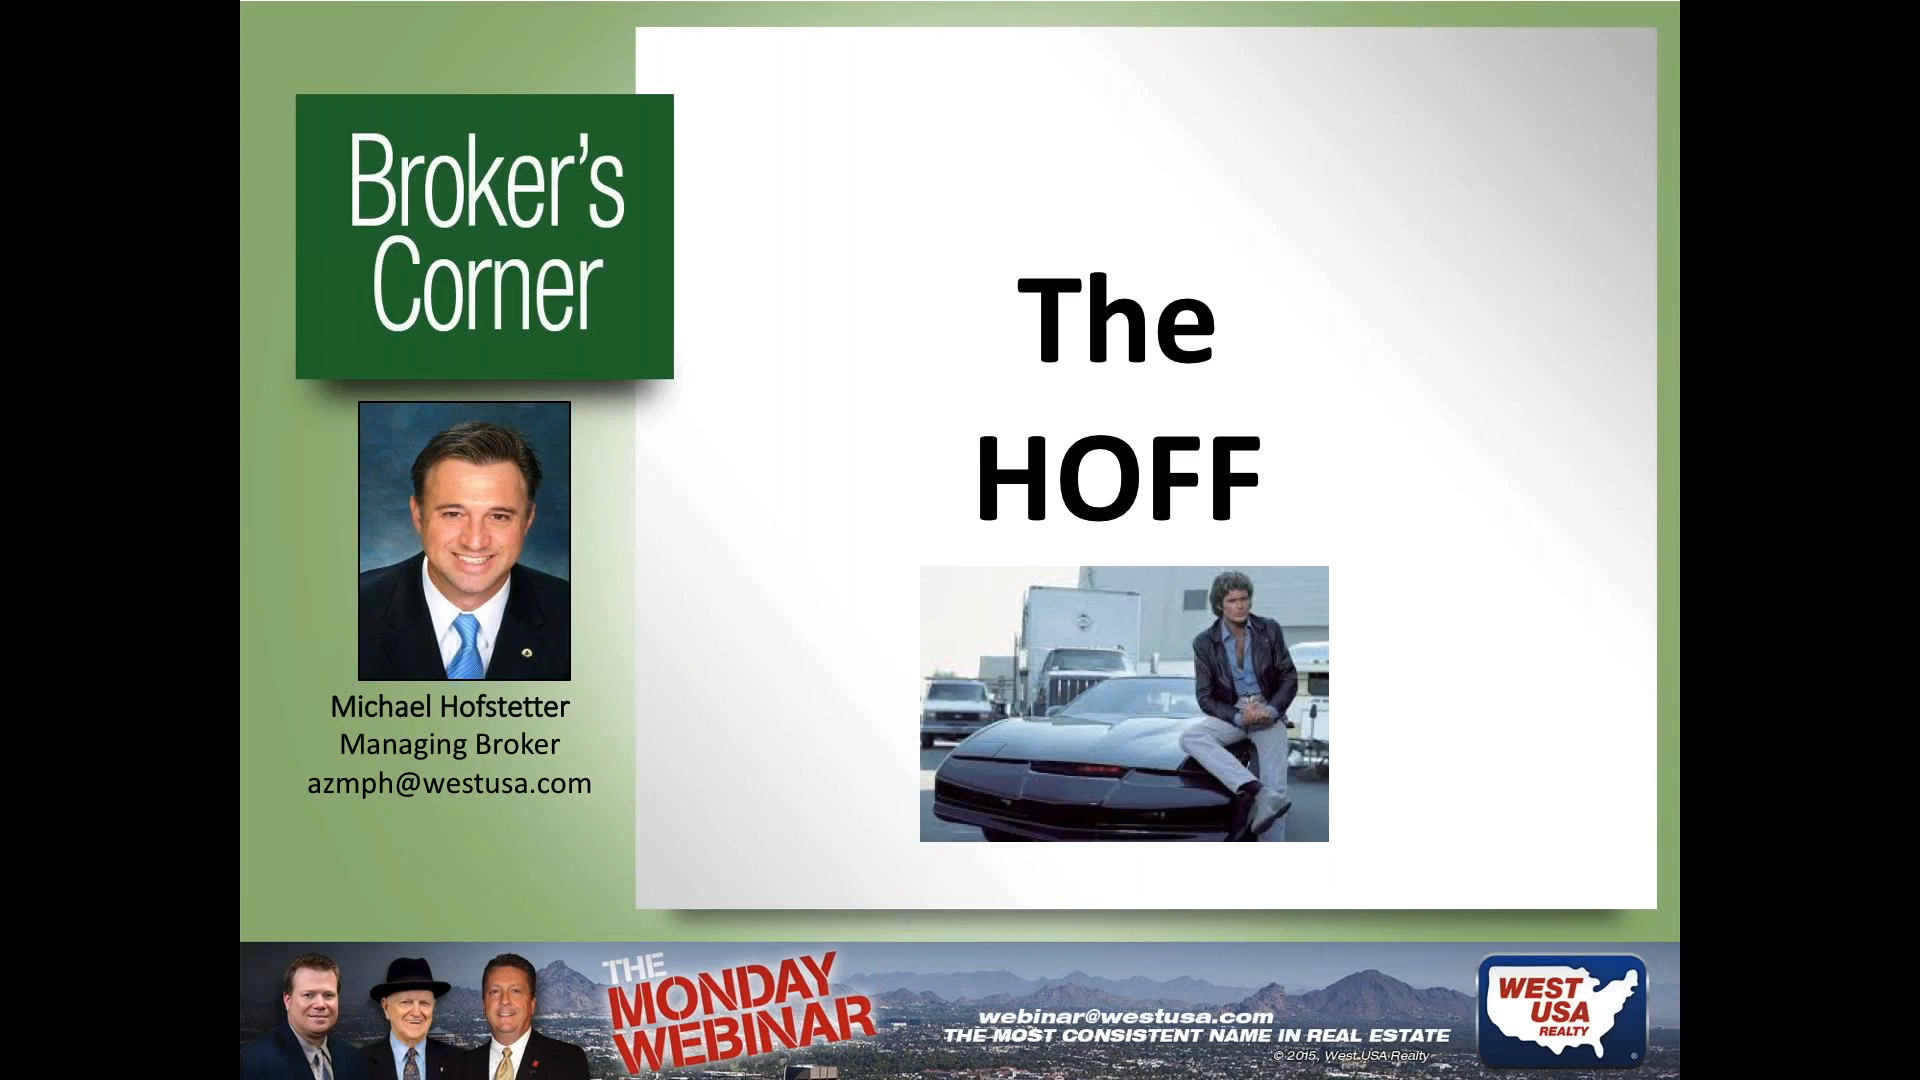 Broker's
Corner
Michael Hofstetter
Managing Broker
azmph@westusa.com
The
HOFF
THE
MONDAY
WEBINAR
webinar@westusa.com
THE MOST CONSISTENT NAME IN REAL ESTATE
© 2015, West USA Realty
WEST
USA
REALTY
®